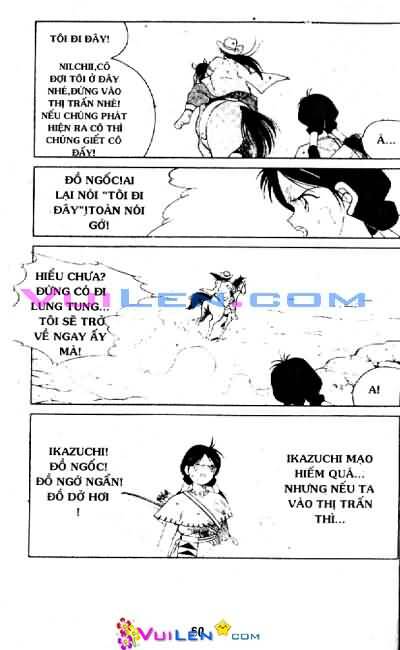 TÔI ĐI ĐÂY!
NILCHII,CÓ
ĐỢI TÔI Ở ĐÂY
NHÉ,ĐỪNG VÀO
THỊ TRẤN NHÉ!
NẾU CHÚNG PHÁT
HIỆN RA CÔ THÌ
CHÚNG GIẾT CÔ
ĐẤY!
À...
ĐỒ NGỐC!AI
LẠI NÓI "TÔI ĐI
ĐÂY"!TOÀN NÓI
GỞ!
HIỂU CHƯA?
ĐỪNG CÓ ĐI
LUNG TUNG...
TÔI SẼ TRỞ
VỀ NGAY ẤY
MÀ!
VuiLen.com
A!
IKAZUCHI!
ĐỒ NGỐC!
ĐỒ NGỚ NGẨN!
ĐỒ DỞ HƠI
!
IKAZUCHI MẠO
HIỂM QUÁ...
NHƯNG NẾU TA
VÀO THỊ TRẤN
THÌ...
60
VuiLen.com